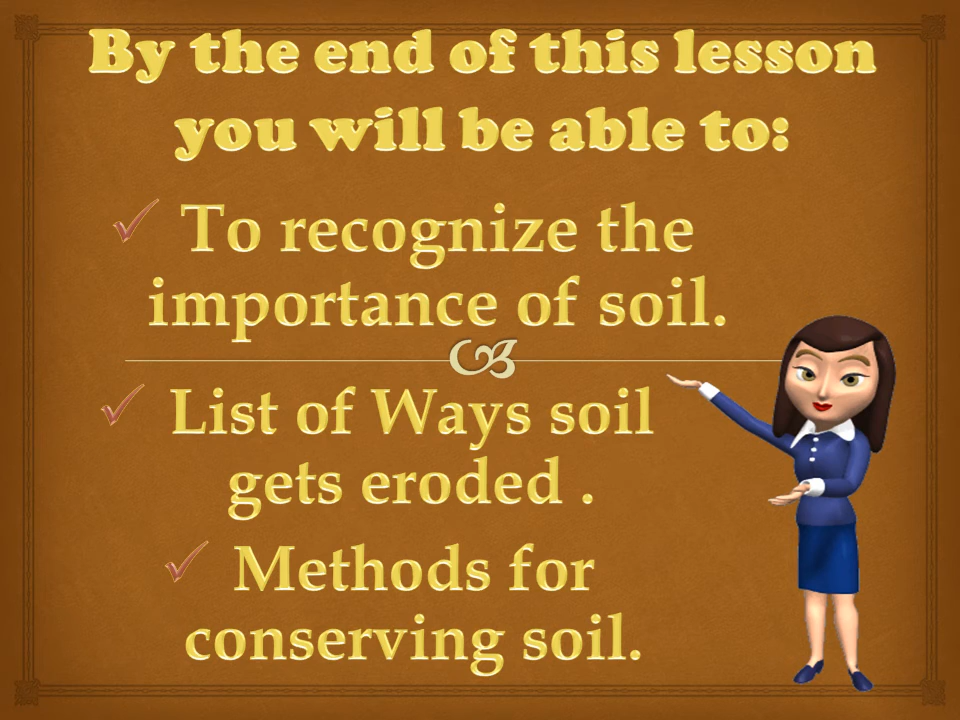 By the end of this lesson
you will be able to:
✓ To recognize the
importance of soil.
✓ List of Ways soil
gets eroded .
✓ Methods for
conserving soil.